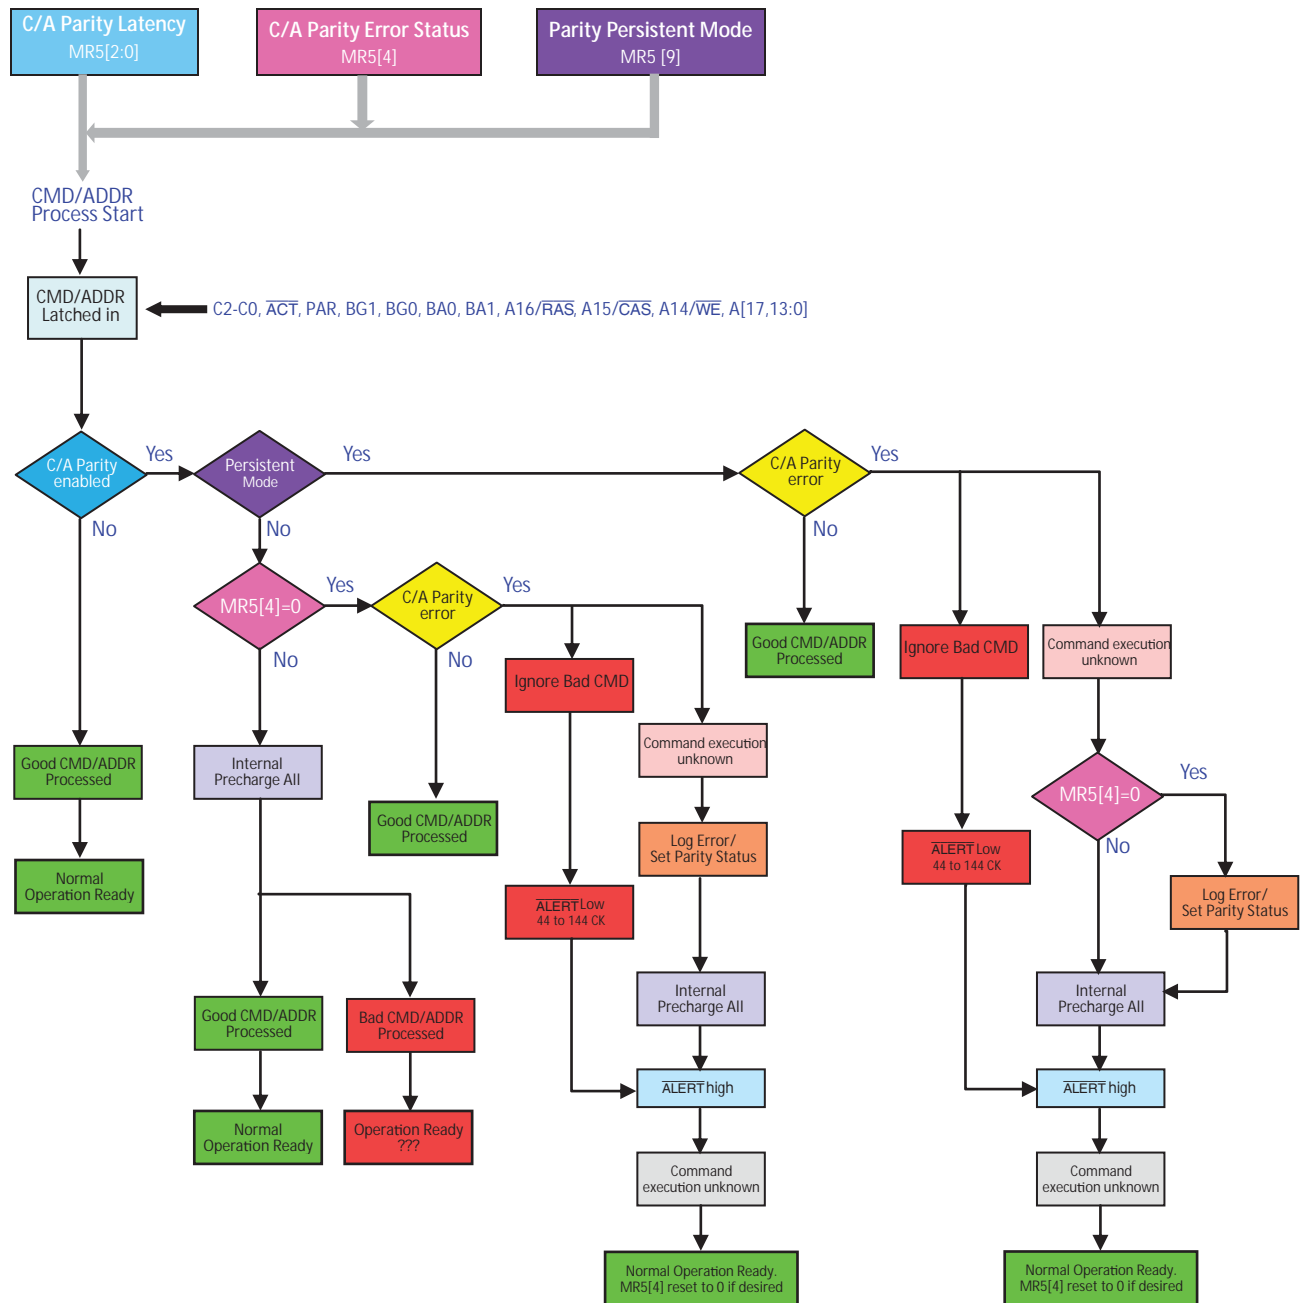 C/A Parity Latency
MR5[2:0]
C/A Parity Error Status
MR5[4]
Parity Persistent Mode
MR5 [9]
CMD/ADDR
Process Start
CMD/ADDR
Latched in
C2-C0, A̅C̅T̅, PAR, BG1, BG0, BA0, BA1, A16/R̅A̅S̅, A15/C̅A̅S̅, A14/W̅E̅, A[17,13:0]
C/A Parity
enabled
Yes
No
Persistent
Mode
Yes
No
C/A Parity
error
Yes
No
MR5[4]=0
Yes
No
C/A Parity
error
Yes
No
Good CMD/ADDR
Processed
Ignore Bad CMD
Command execution
unknown
Ignore Bad CMD
Command execution
unknown
Good CMD/ADDR
Processed
Internal
Precharge All
Good CMD/ADDR
Processed
MR5[4]=0
Yes
No
Log Error/
Set Parity Status
A̅L̅E̅R̅T̅ Low
44 to 144 CK
Normal
Operation Ready
A̅L̅E̅R̅T̅ Low
44 to 144 CK
Log Error/
Set Parity Status
Good CMD/ADDR
Processed
Bad CMD/ADDR
Processed
Internal
Precharge All
Internal
Precharge All
A̅L̅E̅R̅T̅ high
A̅L̅E̅R̅T̅ high
Normal
Operation Ready
Operation Ready
???
Command
execution unknown
Command
execution unknown
Normal Operation Ready.
MR5[4] reset to 0 if desired
Normal Operation Ready.
MR5[4] reset to 0 if desired